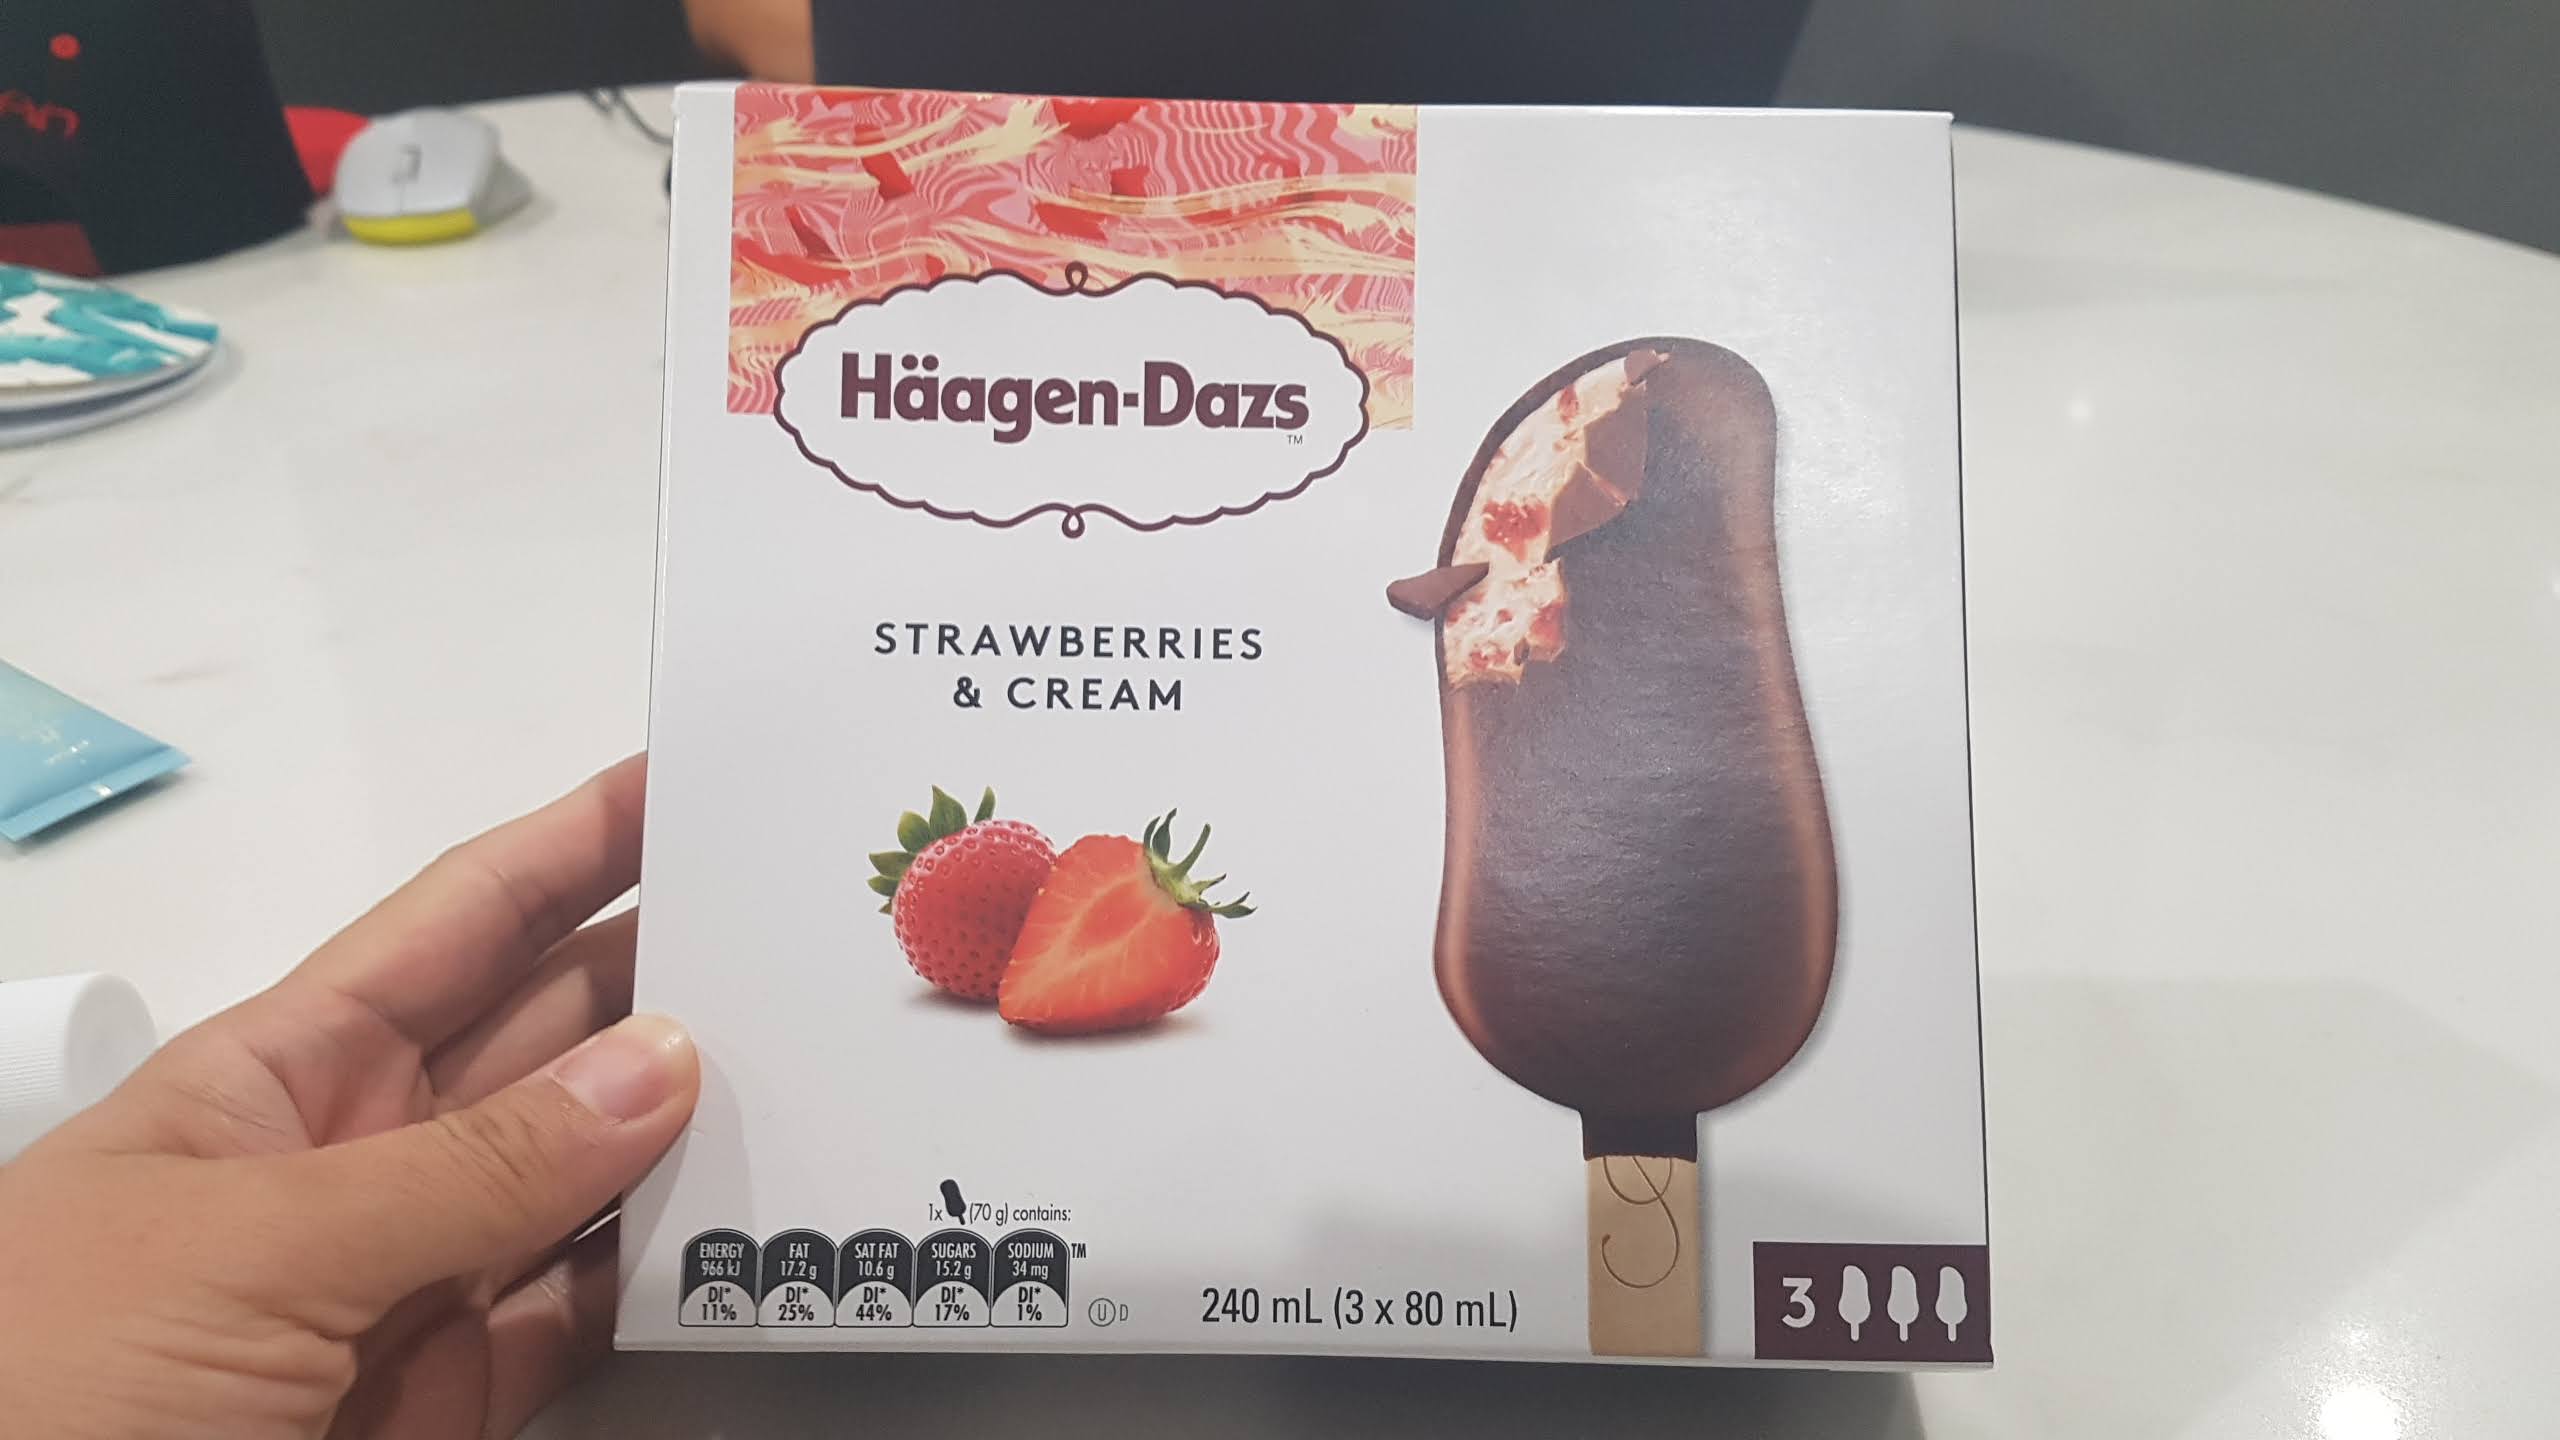 Häagen-Dazs
TM
STRAWBERRIES
& CREAM
1x (70 g) contains:
ENERGY 966 kJ DI* 11%
FAT 17.2 g DI* 25%
SAT FAT 10.6 g DI* 44%
SUGARS 15.2 g DI* 17%
SODIUM 34 mg DI* 1%
TM
U D
240 mL (3 x 80 mL)
3